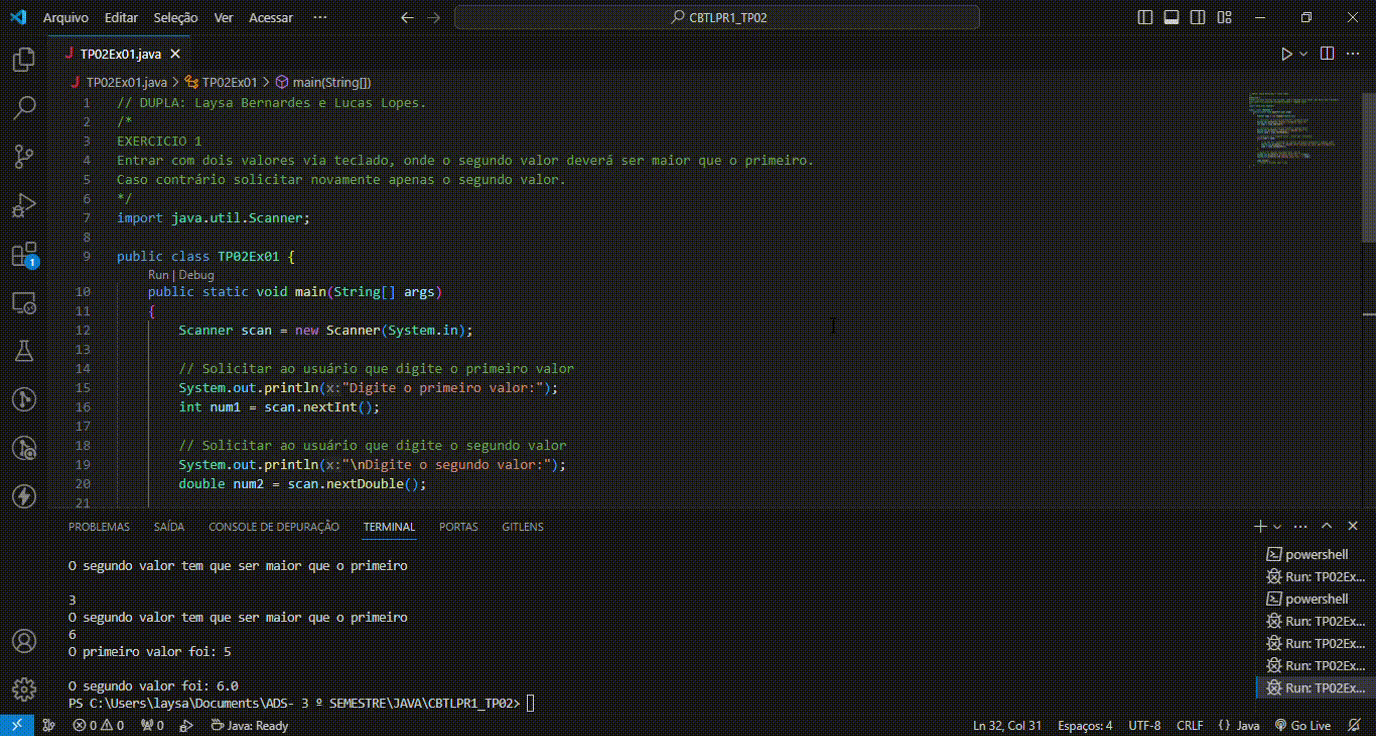 Arquivo Editar Seleção Ver Acessar ···
CBTLPR1_TP02
J TP02Ex01.java
J TP02Ex01.java > TP02Ex01 > main(String[])
1 // DUPLA: Laysa Bernardes e Lucas Lopes.
2 /*
3 EXERCICIO 1
4 Entrar com dois valores via teclado, onde o segundo valor deverá ser maior que o primeiro.
5 Caso contrário solicitar novamente apenas o segundo valor.
6 */
7 import java.util.Scanner;
8
9 public class TP02Ex01 {
Run | Debug
10 public static void main(String[] args)
11 {
12 Scanner scan = new Scanner(System.in);
13
14 // Solicitar ao usuário que digite o primeiro valor
15 System.out.println(x:"Digite o primeiro valor:");
16 int num1 = scan.nextInt();
17
18 // Solicitar ao usuário que digite o segundo valor
19 System.out.println(x:"\nDigite o segundo valor:");
20 double num2 = scan.nextDouble();
21
1
PROBLEMAS SAÍDA CONSOLE DE DEPURAÇÃO TERMINAL PORTAS GITLENS
O segundo valor tem que ser maior que o primeiro
3
O segundo valor tem que ser maior que o primeiro
6
O primeiro valor foi: 5
O segundo valor foi: 6.0
PS C:\Users\laysa\Documents\ADS- 3 º SEMESTRE\JAVA\CBTLPR1_TP02>
powershell
Run: TP02Ex...
powershell
Run: TP02Ex...
Run: TP02Ex...
Run: TP02Ex...
Run: TP02Ex...
0 0 0 Java: Ready Ln 32, Col 31 Espaços: 4 UTF-8 CRLF {} Java Go Live